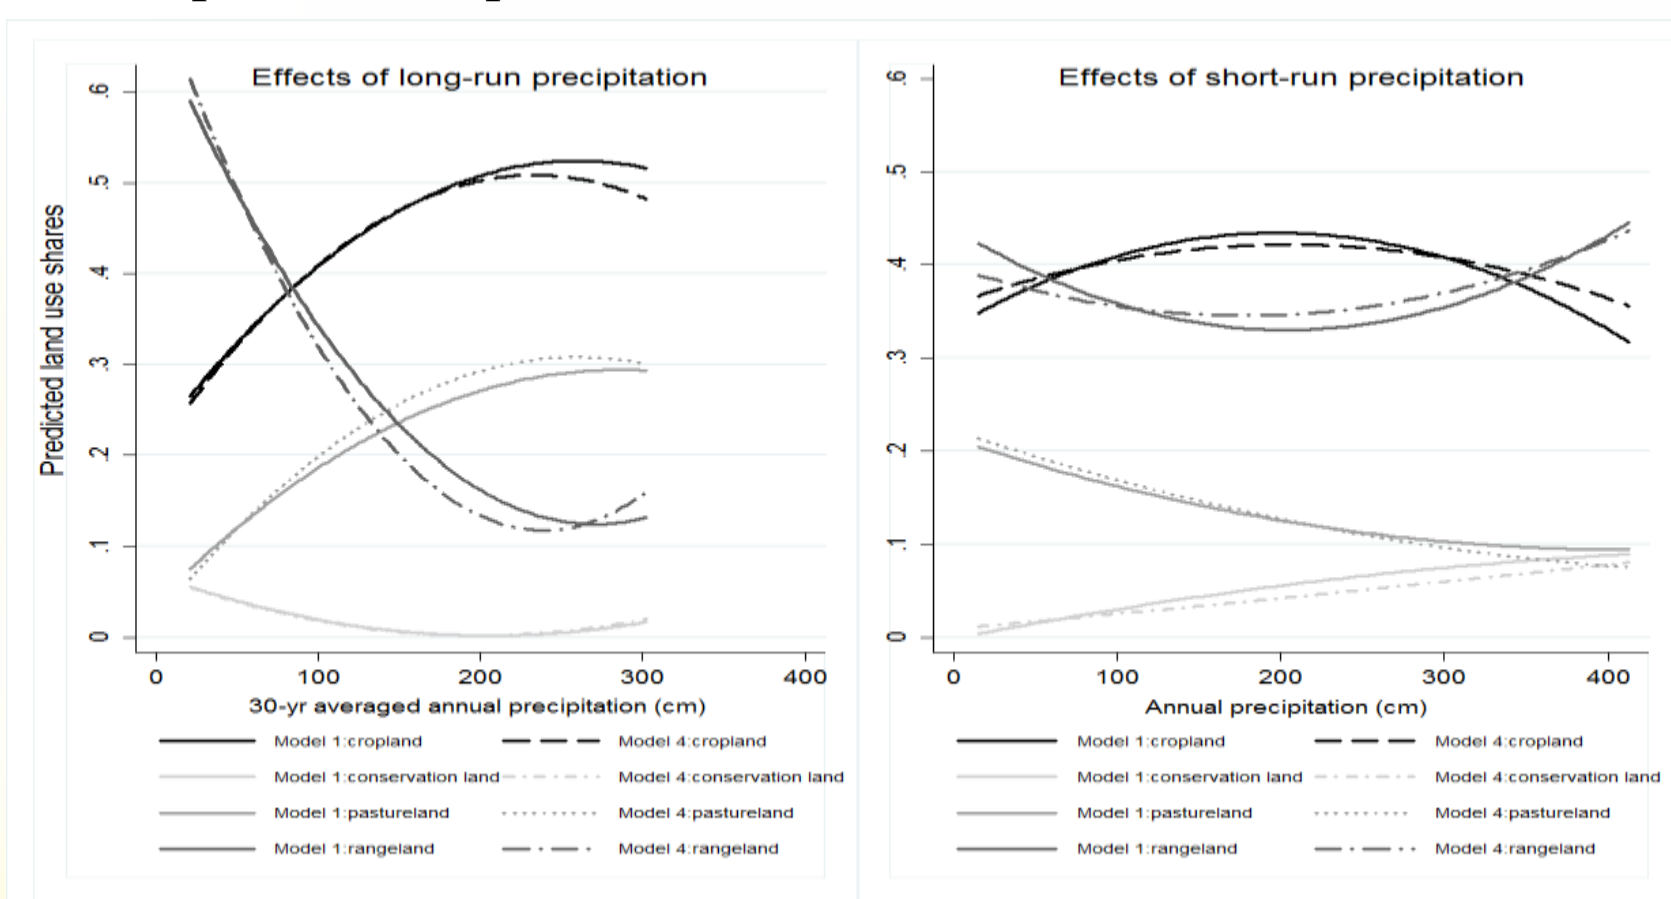 Effects of long-run precipitation
Predicted land use shares
.6
.5
.4
.3
.2
.1
0
0 100 200 300 400
30-yr averaged annual precipitation (cm)
Model 1:cropland Model 4:cropland
Model 1:conservation land Model 4:conservation land
Model 1:pastureland Model 4:pastureland
Model 1:rangeland Model 4:rangeland
Effects of short-run precipitation
.6
.5
.4
.3
.2
.1
0
0 100 200 300 400
Annual precipitation (cm)
Model 1:cropland Model 4:cropland
Model 1:conservation land Model 4:conservation land
Model 1:pastureland Model 4:pastureland
Model 1:rangeland Model 4:rangeland